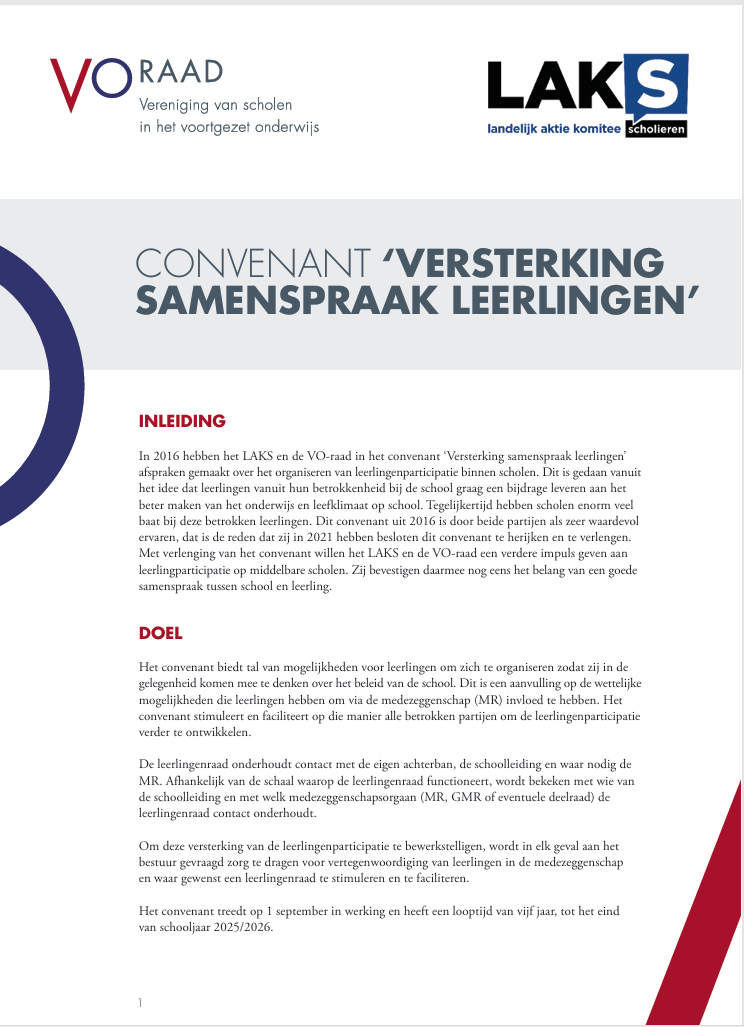 VO RAAD
Vereniging van scholen
in het voortgezet onderwijs
LAKS
landelijk aktie komitee scholieren
CONVENANT ‘VERSTERKING
SAMENSPRAAK LEERLINGEN’
INLEIDING
In 2016 hebben het LAKS en de VO-raad in het convenant ‘Versterking samenspraak leerlingen’
afspraken gemaakt over het organiseren van leerlingenparticipatie binnen scholen. Dit is gedaan vanuit
het idee dat leerlingen vanuit hun betrokkenheid bij de school graag een bijdrage leveren aan het
beter maken van het onderwijs en leefklimaat op school. Tegelijkertijd hebben scholen enorm veel
baat bij deze betrokken leerlingen. Dit convenant uit 2016 is door beide partijen als zeer waardevol
ervaren, dat is de reden dat zij in 2021 hebben besloten dit convenant te herijken en te verlengen.
Met verlenging van het convenant willen het LAKS en de VO-raad een verdere impuls geven aan
leerlingparticipatie op middelbare scholen. Zij bevestigen daarmee nog eens het belang van een goede
samenspraak tussen school en leerling.
DOEL
Het convenant biedt tal van mogelijkheden voor leerlingen om zich te organiseren zodat zij in de
gelegenheid komen mee te denken over het beleid van de school. Dit is een aanvulling op de wettelijke
mogelijkheden die leerlingen hebben om via de medezeggenschap (MR) invloed te hebben. Het
convenant stimuleert en faciliteert op die manier alle betrokken partijen om de leerlingenparticipatie
verder te ontwikkelen.
De leerlingenraad onderhoudt contact met de eigen achterban, de schoolleiding en waar nodig de
MR. Afhankelijk van de schaal waarop de leerlingenraad functioneert, wordt bekeken met wie van
de schoolleiding en met welk medezeggenschapsorgaan (MR, GMR of eventuele deelraad) de
leerlingenraad contact onderhoudt.
Om deze versterking van de leerlingenparticipatie te bewerkstelligen, wordt in elk geval aan het
bestuur gevraagd zorg te dragen voor vertegenwoordiging van leerlingen in de medezeggenschap
en waar gewenst een leerlingenraad te stimuleren en te faciliteren.
Het convenant treedt op 1 september in werking en heeft een looptijd van vijf jaar, tot het eind
van schooljaar 2025/2026.
1